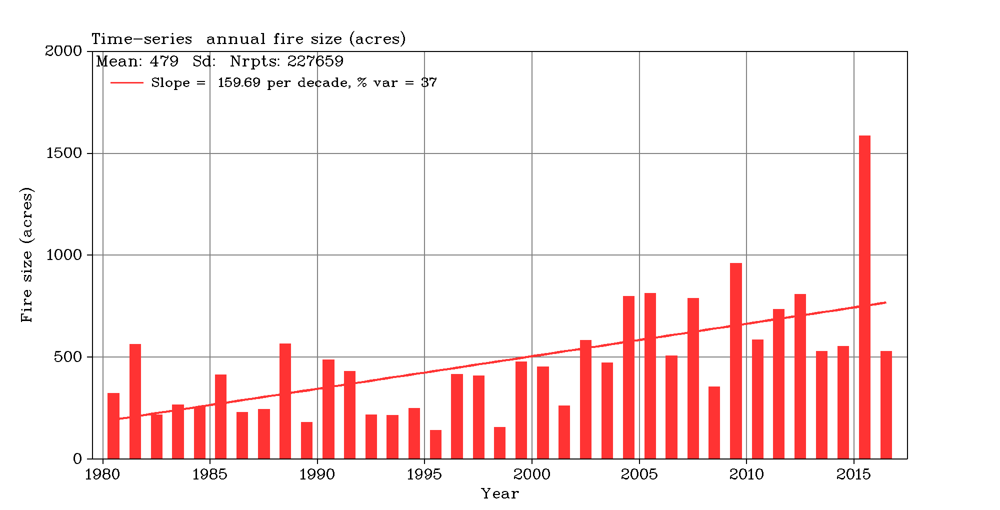 Time-series annual fire size (acres)
Mean: 479 Sd: Nrpts: 227659
Slope = 159.69 per decade, % var = 37
2000
1500
1000
500
0
Fire size (acres)
1980 1985 1990 1995 2000 2005 2010 2015
Year